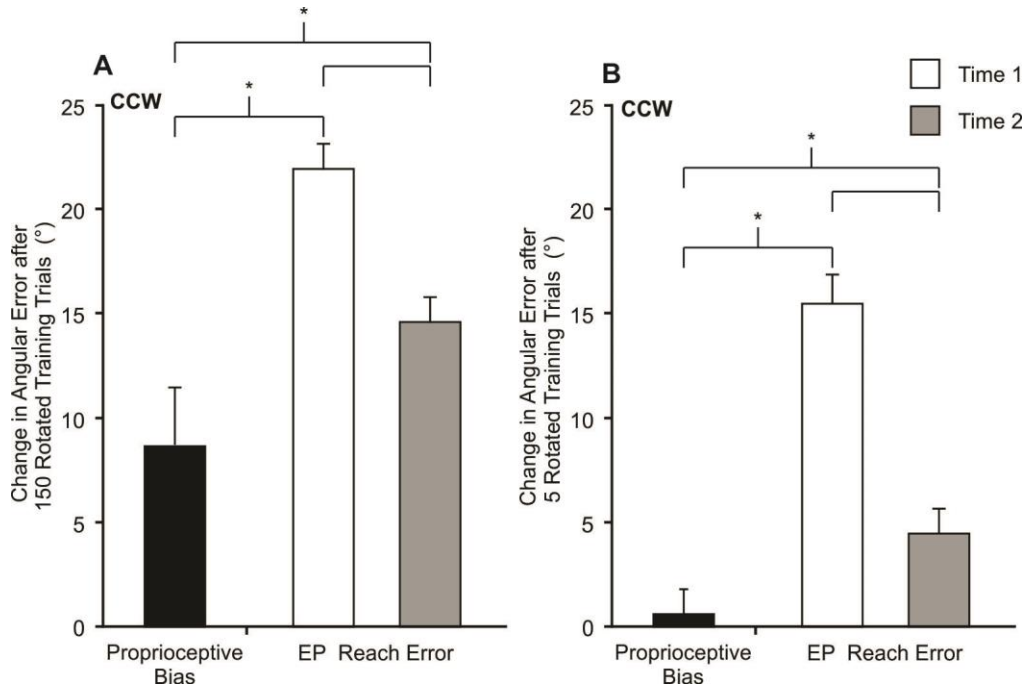 *
A
*
CCW
25
20
15
10
5
0
Change in Angular Error after
150 Rotated Training Trials (°)
Proprioceptive
Bias
EP Reach Error
B
Time 1
Time 2
CCW
*
*
25
20
15
10
5
0
Change in Angular Error after
5 Rotated Training Trials (°)
Proprioceptive
Bias
EP Reach Error